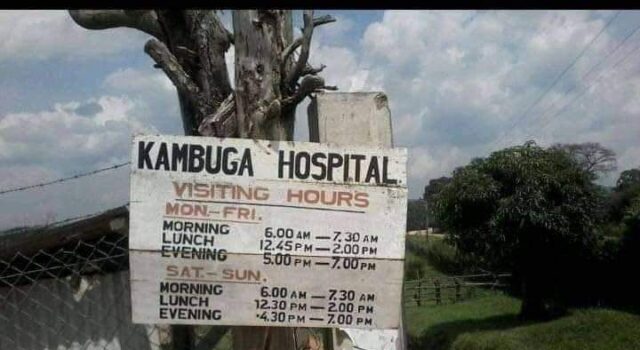 KAMBUGA HOSPITAL.
VISITING HOURS
MON.-FRI.
MORNING 6.00 AM — 7.30 AM
LUNCH 12.45 PM — 2.00 PM
EVENING 5.00 PM — 7.00 PM
SAT.- SUN.
MORNING 6.00 AM — 7.30 AM
LUNCH 12.30 PM — 2.00 PM
EVENING 4.30 PM — 7.00 PM